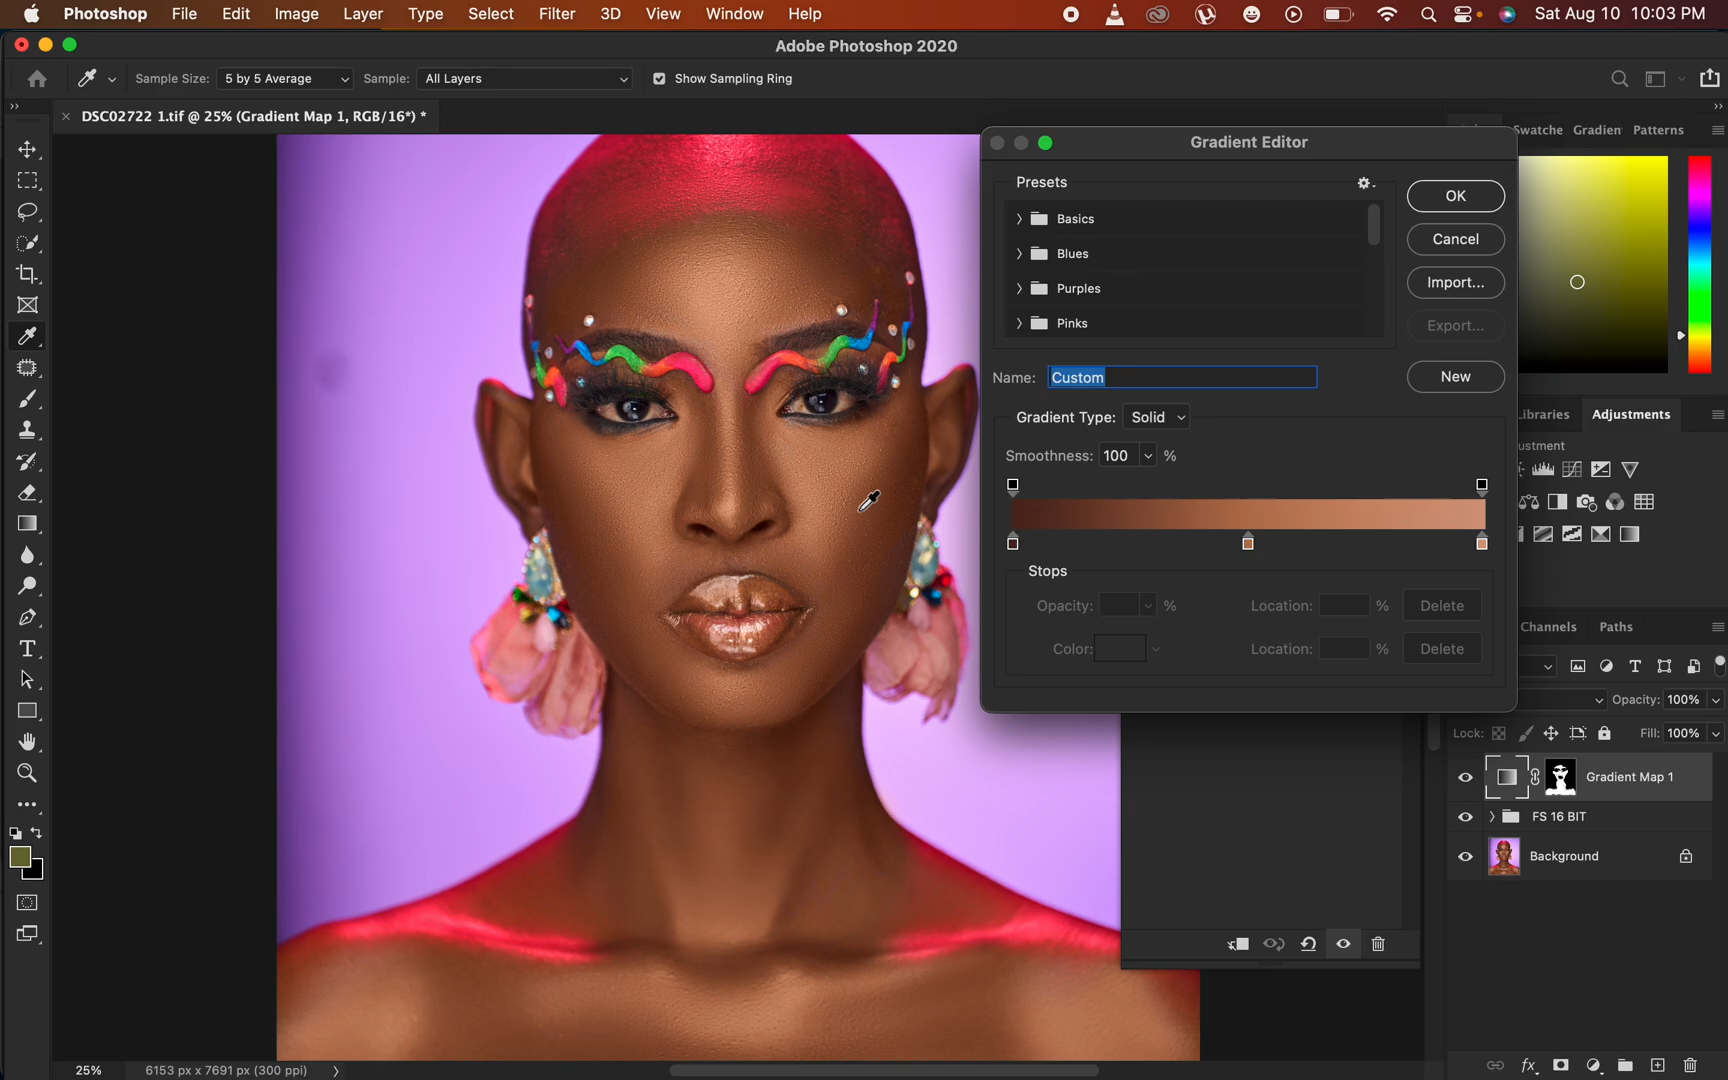 Photoshop File Edit Image Layer Type Select Filter 3D View Window Help Sat Aug 10 10:03 PM
Adobe Photoshop 2020
Sample Size: 5 by 5 Average Sample: All Layers Show Sampling Ring
DSC02722 1.tif @ 25% (Gradient Map 1, RGB/16*) *
Swatche Gradien Patterns
Gradient Editor
Presets
Basics
Blues
Purples
Pinks
OK
Cancel
Import...
Export...
Name: Custom
New
Gradient Type: Solid
Smoothness: 100 %
Stops
Opacity: % Location: % Delete
Color: Location: % Delete
Libraries Adjustments
ustment
Channels Paths
Opacity: 100%
Lock: Fill: 100%
Gradient Map 1
FS 16 BIT
Background
25% 6153 px x 7691 px (300 ppi)